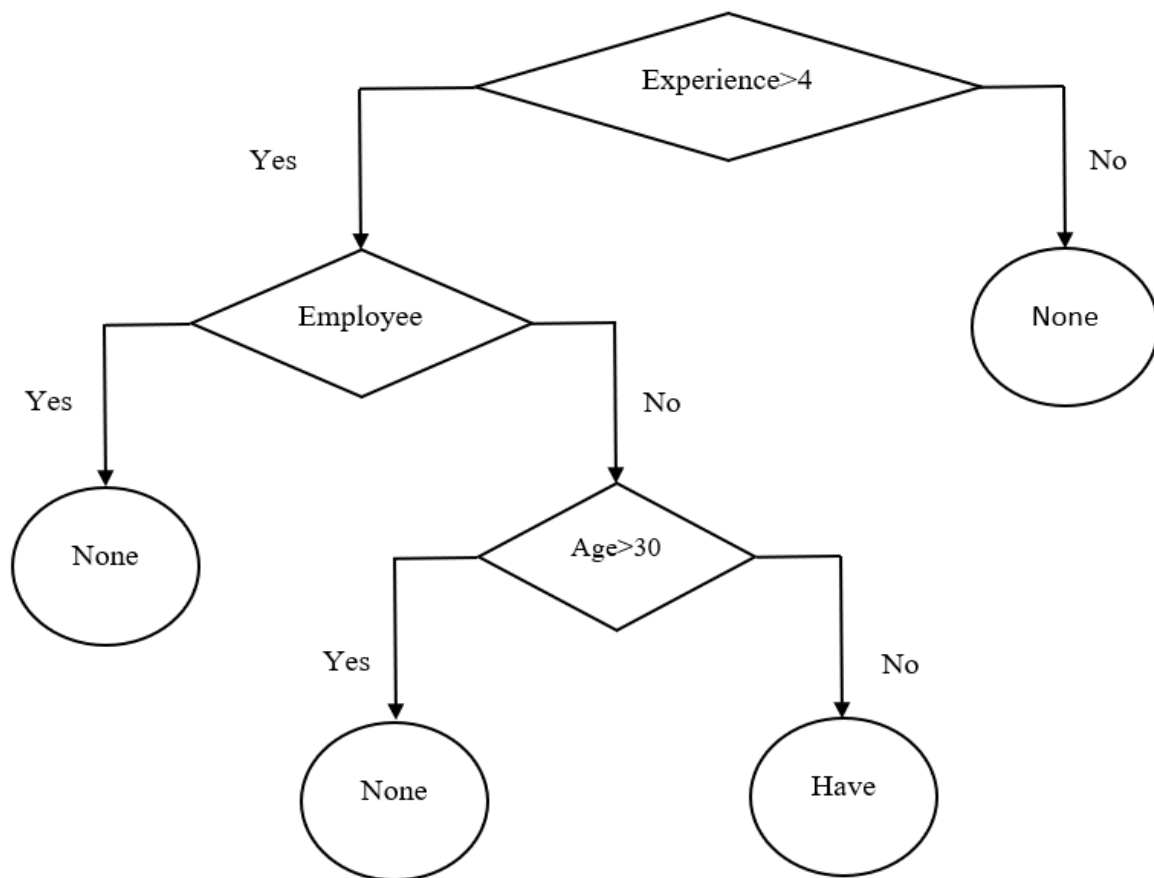 Experience>4
Yes
No
Employee
None
Yes
No
None
Age>30
Yes
No
None
Have